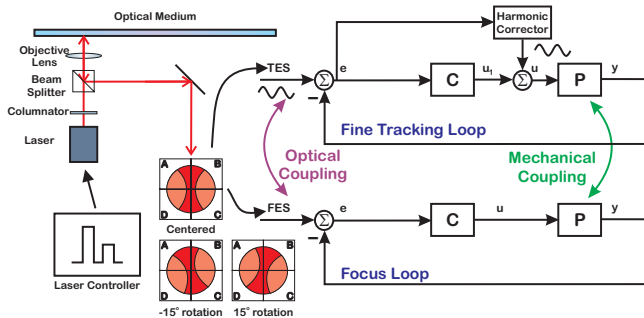 Optical Medium
Objective
Lens
Beam
Splitter
Columnator
Laser
Laser Controller
A B
D C
Centered
A B
D C
-15° rotation
A B
D C
15° rotation
TES
Σ
−
e
Harmonic
Corrector
C
u1
Σ
u
P
y
Fine Tracking Loop
Optical
Coupling
Mechanical
Coupling
FES
Σ
−
e
C
u
P
y
Focus Loop